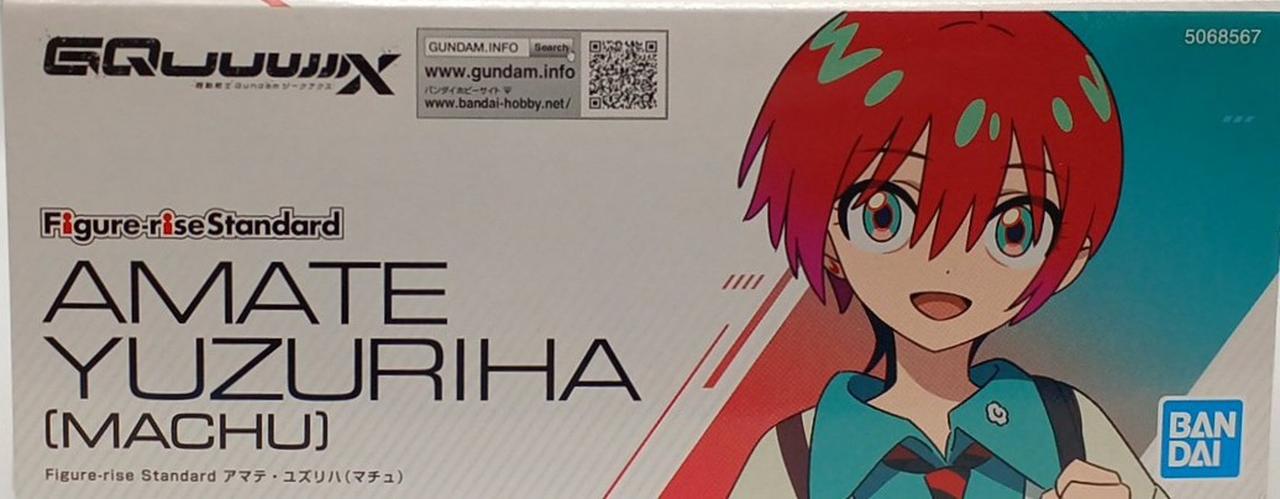 GQuuuuuuX
機動戦士Gundam ジークアクス
GUNDAM.INFO Search
www.gundam.info
バンダイホビーサイト
www.bandai-hobby.net/
5068567
Figure-rise Standard
AMATE
YUZURIHA
(MACHU)
Figure-rise Standard アマテ・ユズリハ(マチュ)
BAN
DAI